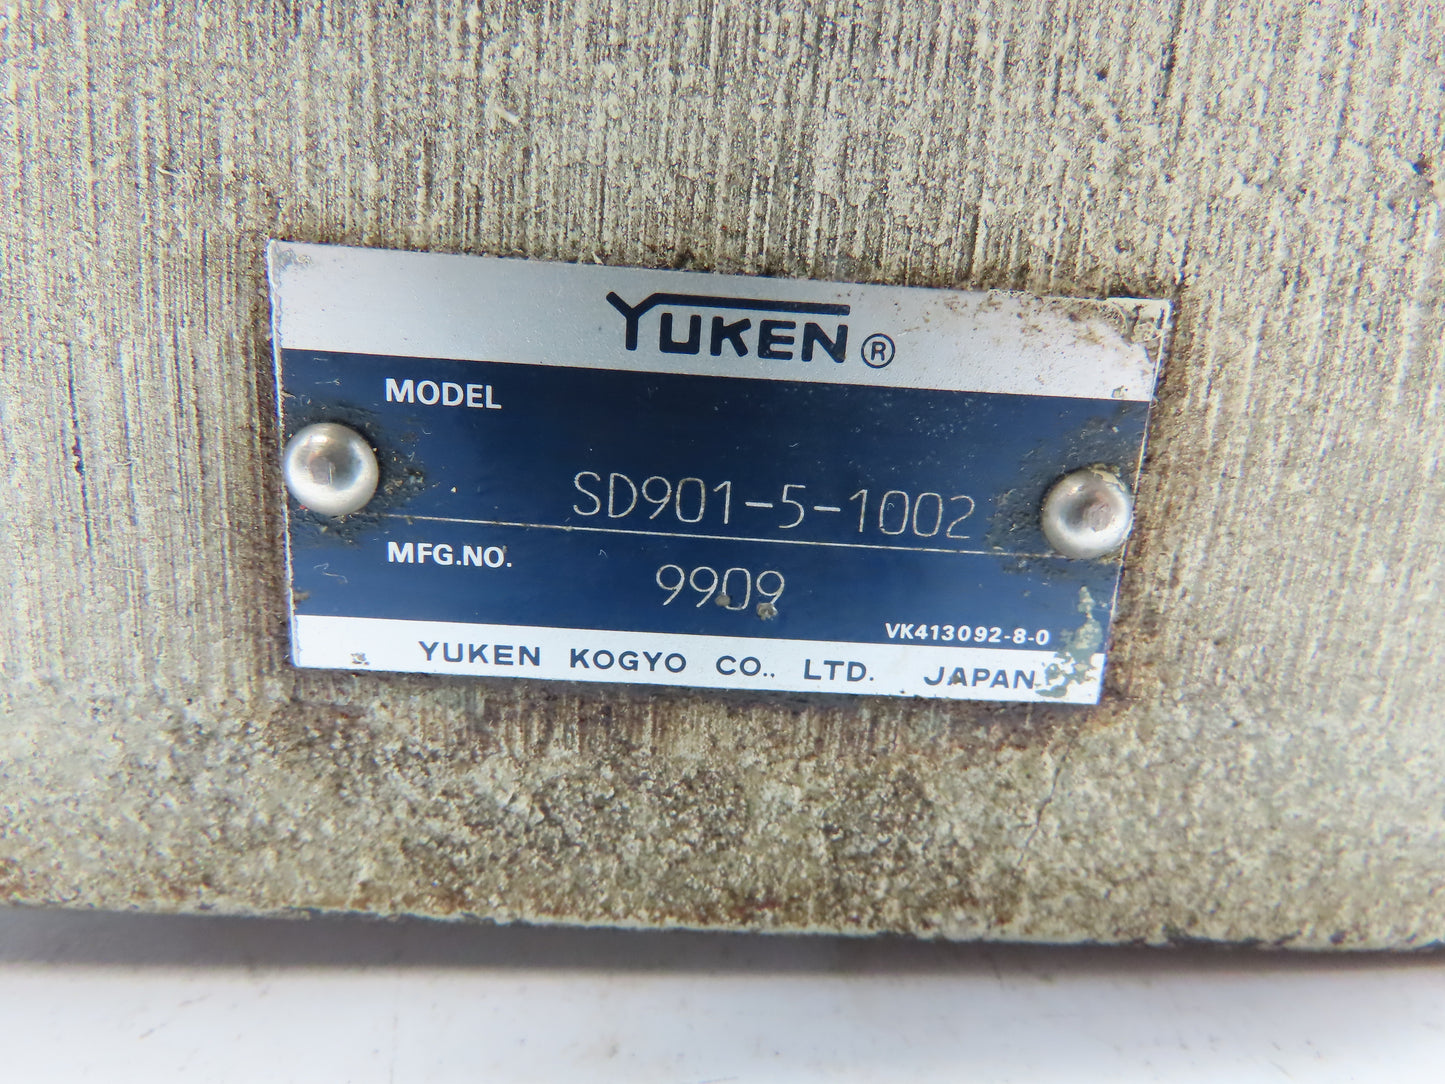 YUKEN®
MODEL
SD901-5-1002
MFG.NO.
9909
VK413092-8-0
YUKEN KOGYO CO., LTD. JAPAN